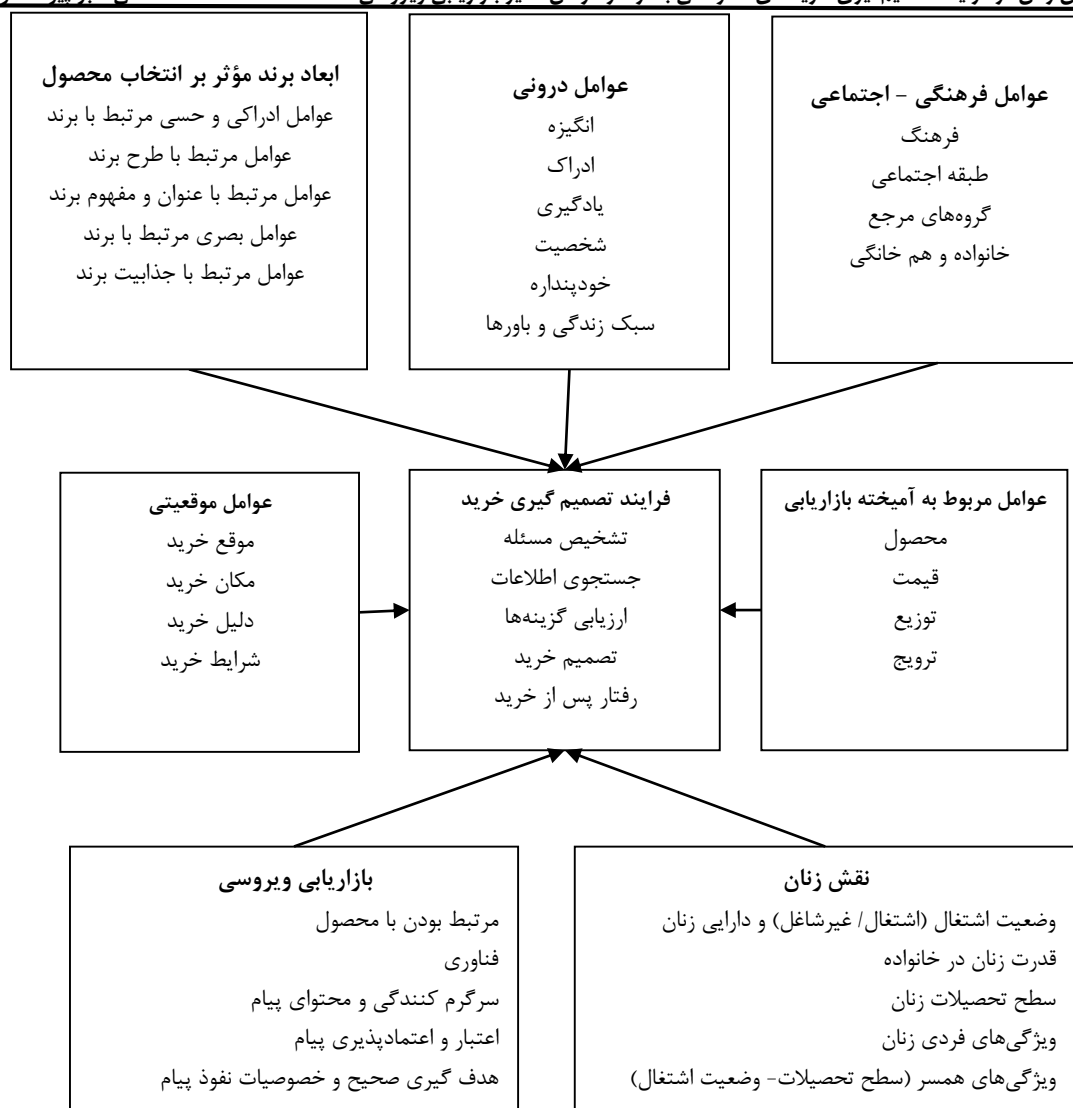 عوامل فرهنگی – اجتماعی
فرهنگ
طبقه اجتماعی
گروه‌های مرجع
خانواده و هم خانگی
عوامل درونی
انگیزه
ادراک
یادگیری
شخصیت
خودپنداره
سبک زندگی و باورها
ابعاد برند مؤثر بر انتخاب محصول
عوامل ادراکی و حسی مرتبط با برند
عوامل مرتبط با طرح برند
عوامل مرتبط با عنوان و مفهوم برند
عوامل بصری مرتبط با برند
عوامل مرتبط با جذابیت برند
عوامل مربوط به آمیخته بازاریابی
محصول
قیمت
توزیع
ترویج
فرایند تصمیم گیری خرید
تشخیص مسئله
جستجوی اطلاعات
ارزیابی گزینه‌ها
تصمیم خرید
رفتار پس از خرید
عوامل موقعیتی
موقع خرید
مکان خرید
دلیل خرید
شرایط خرید
نقش زنان
وضعیت اشتغال (اشتغال/ غیرشاغل) و دارایی زنان
قدرت زنان در خانواده
سطح تحصیلات زنان
ویژگی‌های فردی زنان
ویژگی‌های همسر (سطح تحصیلات- وضعیت اشتغال)
بازاریابی ویروسی
مرتبط بودن با محصول
فناوری
سرگرم کنندگی و محتوای پیام
اعتبار و اعتمادپذیری پیام
هدف گیری صحیح و خصوصیات نفوذ پیام